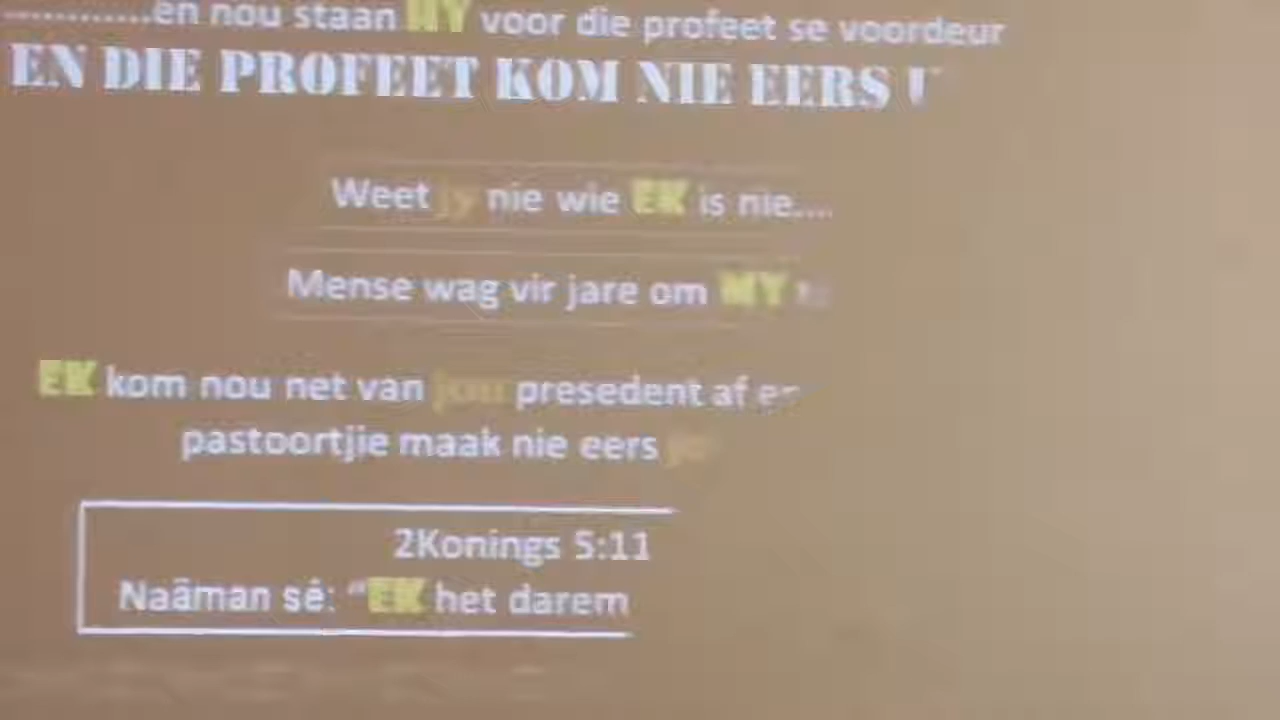 ............en nou staan MY voor die profeet se voordeur
EN DIE PROFEET KOM NIE EERS
Weet jy nie wie EK is nie....
Mense wag vir jare om MY
EK kom nou net van jou presedent af en
pastoortjie maak nie eers
2Konings 5:11
Naäman sê: “EK het darem